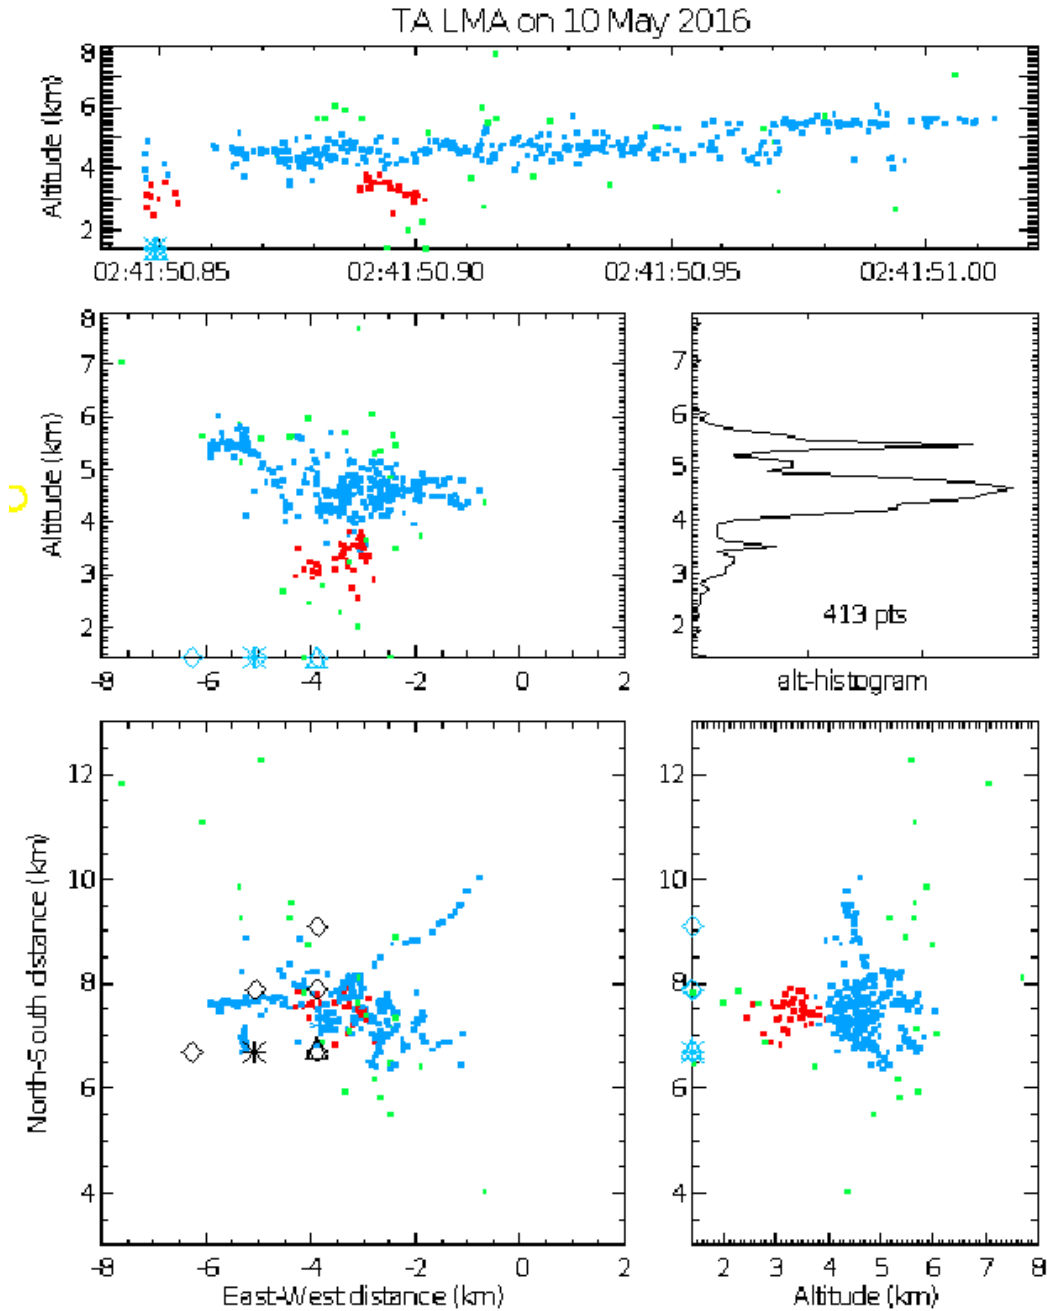 TA LMA on 10 May 2016
8
6
4
2
Altitude (km)
02:41:50.85 02:41:50.90 02:41:50.95 02:41:51.00
8
7
6
5
4
3
2
Altitude (km)
-8 -6 -4 -2 0 2
7
6
5
4
3
2
413 pts
alt-histogram
12
10
8
6
4
North-South distance (km)
-8 -6 -4 -2 0 2
East-West distance (km)
12
10
8
6
4
2 3 4 5 6 7 8
Altitude (km)